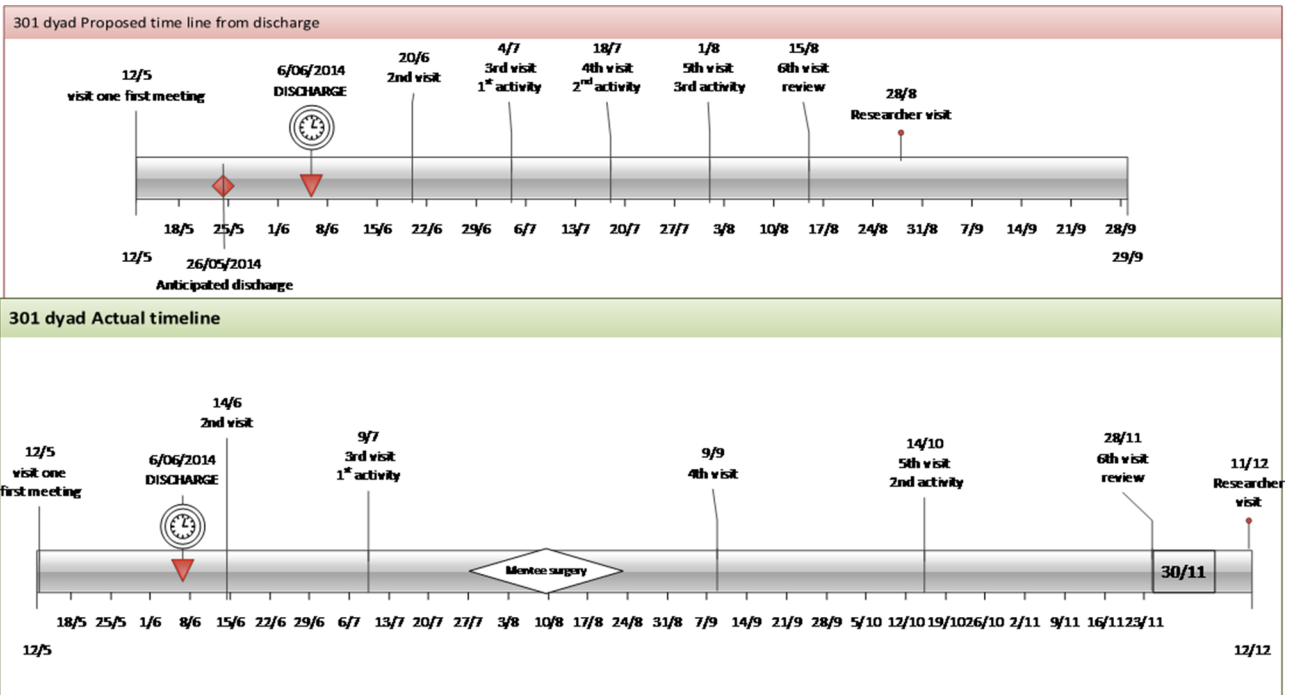 301 dyad Proposed time line from discharge
12/5
visit one first meeting
6/06/2014
DISCHARGE
20/6
2nd visit
4/7
3rd visit
1st activity
18/7
4th visit
2nd activity
1/8
5th visit
3rd activity
15/8
6th visit
review
28/8
Researcher visit
18/5 25/5 1/6 8/6 15/6 22/6 29/6 6/7 13/7 20/7 27/7 3/8 10/8 17/8 24/8 31/8 7/9 14/9 21/9 28/9
12/5
29/9
26/05/2014
Anticipated discharge
301 dyad Actual timeline
12/5
visit one
first meeting
6/06/2014
DISCHARGE
14/6
2nd visit
9/7
3rd visit
1st activity
Mentee surgery
9/9
4th visit
14/10
5th visit
2nd activity
28/11
6th visit
review
30/11
11/12
Researcher
visit
18/5 25/5 1/6 8/6 15/6 22/6 29/6 6/7 13/7 20/7 27/7 3/8 10/8 17/8 24/8 31/8 7/9 14/9 21/9 28/9 5/10 12/10 19/10 26/10 2/11 9/11 16/11 23/11
12/5
12/12